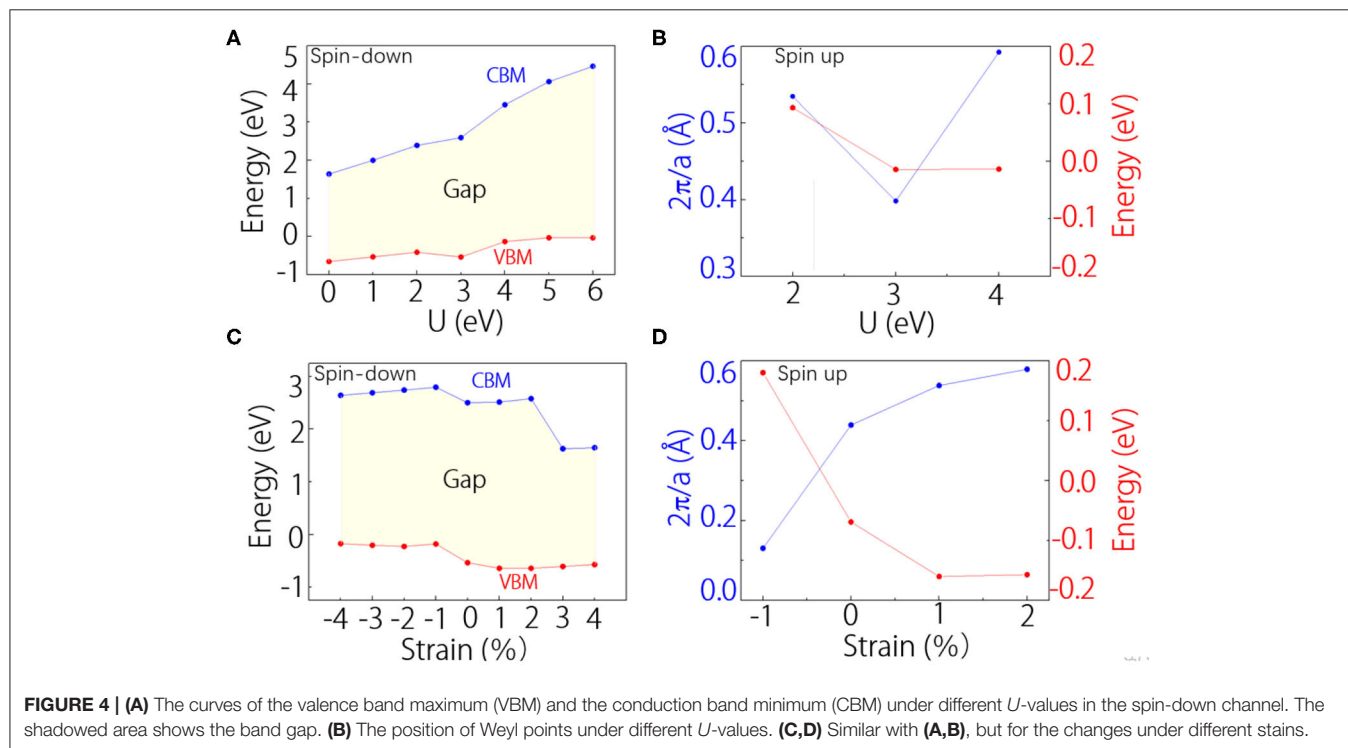 A
Spin-down
CBM
Gap
VBM
Energy (eV)
5
4
3
2
1
0
-1
0 1 2 3 4 5 6
U (eV)
B
Spin up
2π/a (Å)
0.6
0.5
0.4
0.3
0.2
0.1
0.0
-0.1
-0.2
Energy (eV)
2 3 4
U (eV)
C
Spin-down
CBM
Gap
VBM
Energy (eV)
3
2
1
0
-1
-4 -3 -2 -1 0 1 2 3 4
Strain (%)
D
Spin up
2π/a (Å)
0.6
0.4
0.2
0.0
0.2
0.1
0.0
-0.1
-0.2
Energy (eV)
-1 0 1 2
Strain (%)
FIGURE 4 | (A) The curves of the valence band maximum (VBM) and the conduction band minimum (CBM) under different U-values in the spin-down channel. The
shadowed area shows the band gap. (B) The position of Weyl points under different U-values. (C,D) Similar with (A,B), but for the changes under different stains.